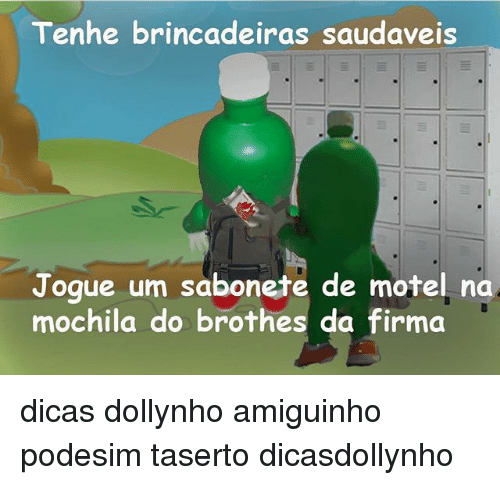 Tenhe brincadeiras saudaveis
Jogue um sabonete de motel na
mochila do brothes da firma
dicas dollynho amiguinho
podesim taserto dicasdollynho